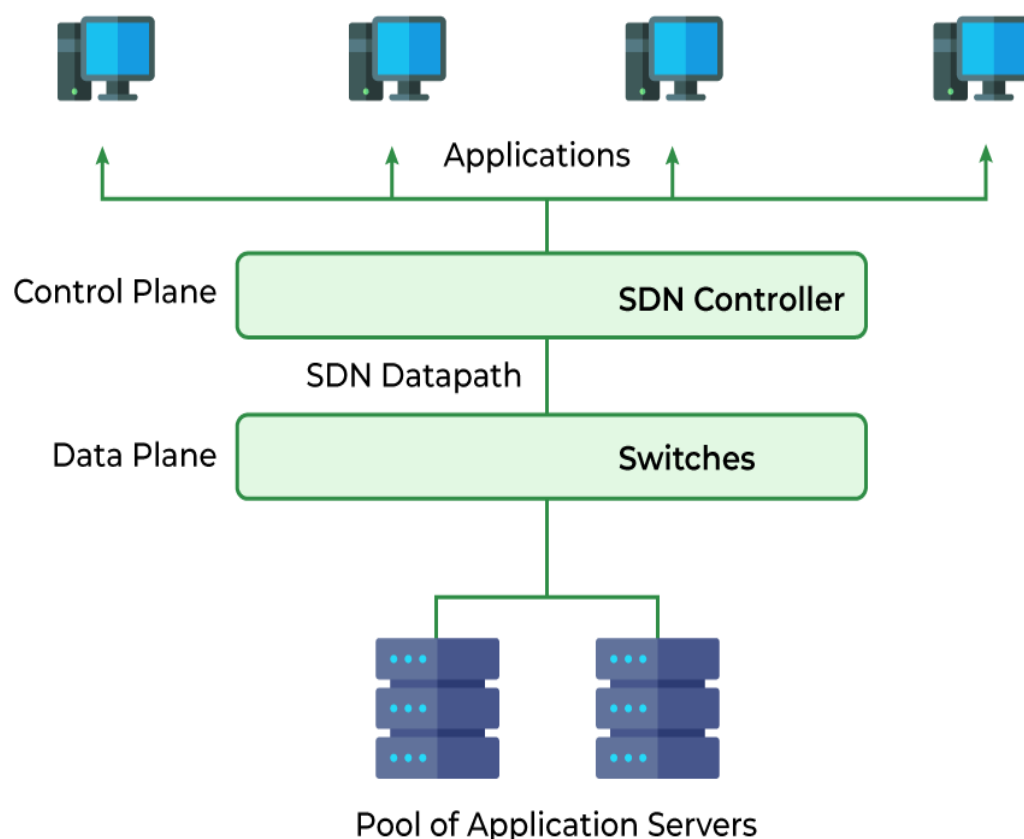 Applications
Control Plane
SDN Controller
SDN Datapath
Data Plane
Switches
Pool of Application Servers